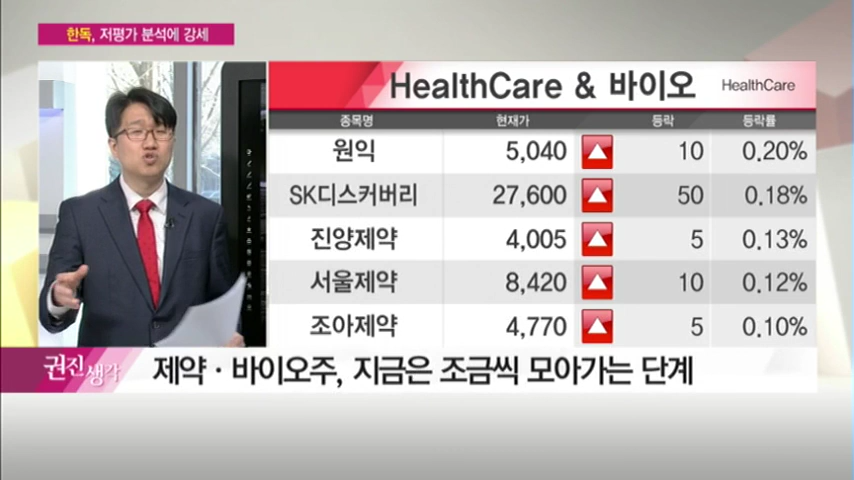 한독, 저평가 분석에 강세
HealthCare & 바이오 HealthCare
종목명 현재가 등락 등락률
원익 5,040 10 0.20%
SK디스커버리 27,600 50 0.18%
진양제약 4,005 5 0.13%
서울제약 8,420 10 0.12%
조아제약 4,770 5 0.10%
권진생각
제약 · 바이오주, 지금은 조금씩 모아가는 단계